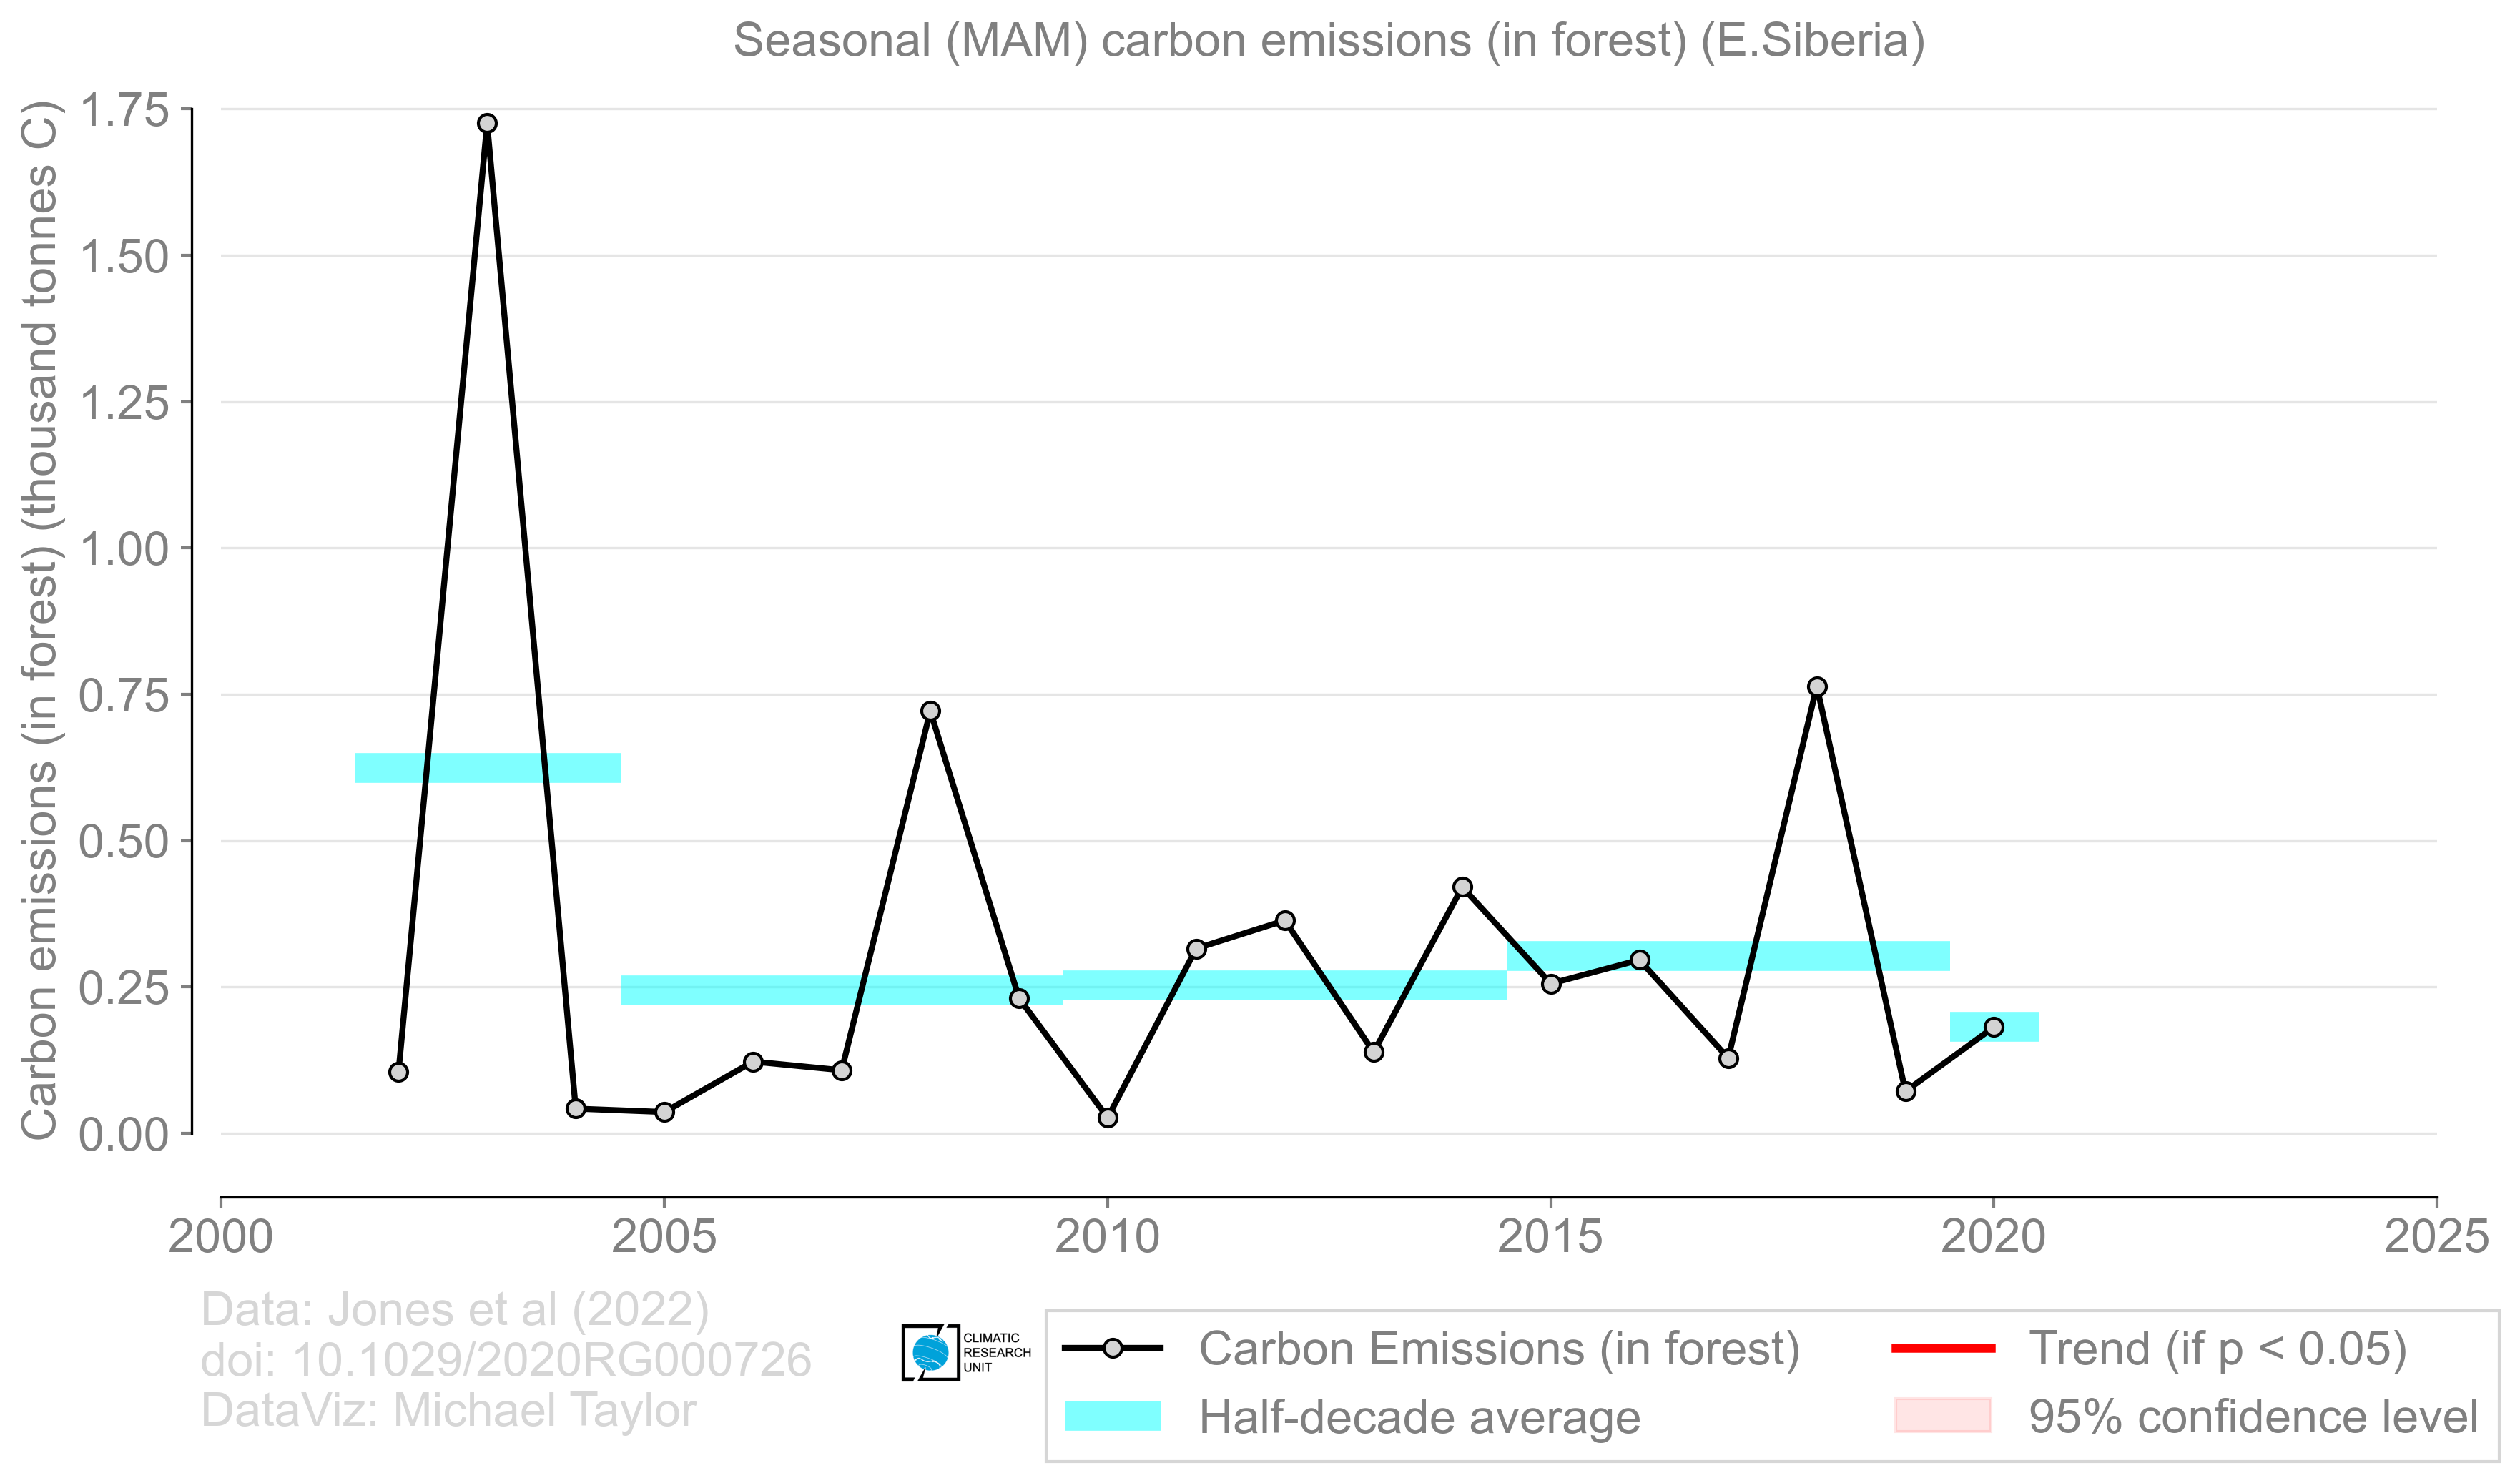 Seasonal (MAM) carbon emissions (in forest) (E.Siberia)
Carbon emissions (in forest) (thousand tonnes C)
1.75
1.50
1.25
1.00
0.75
0.50
0.25
0.00
2000 2005 2010 2015 2020 2025
Data: Jones et al (2022)
doi: 10.1029/2020RG000726
DataViz: Michael Taylor
CLIMATIC
RESEARCH
UNIT
Carbon Emissions (in forest)
Half-decade average
Trend (if p < 0.05)
95% confidence level